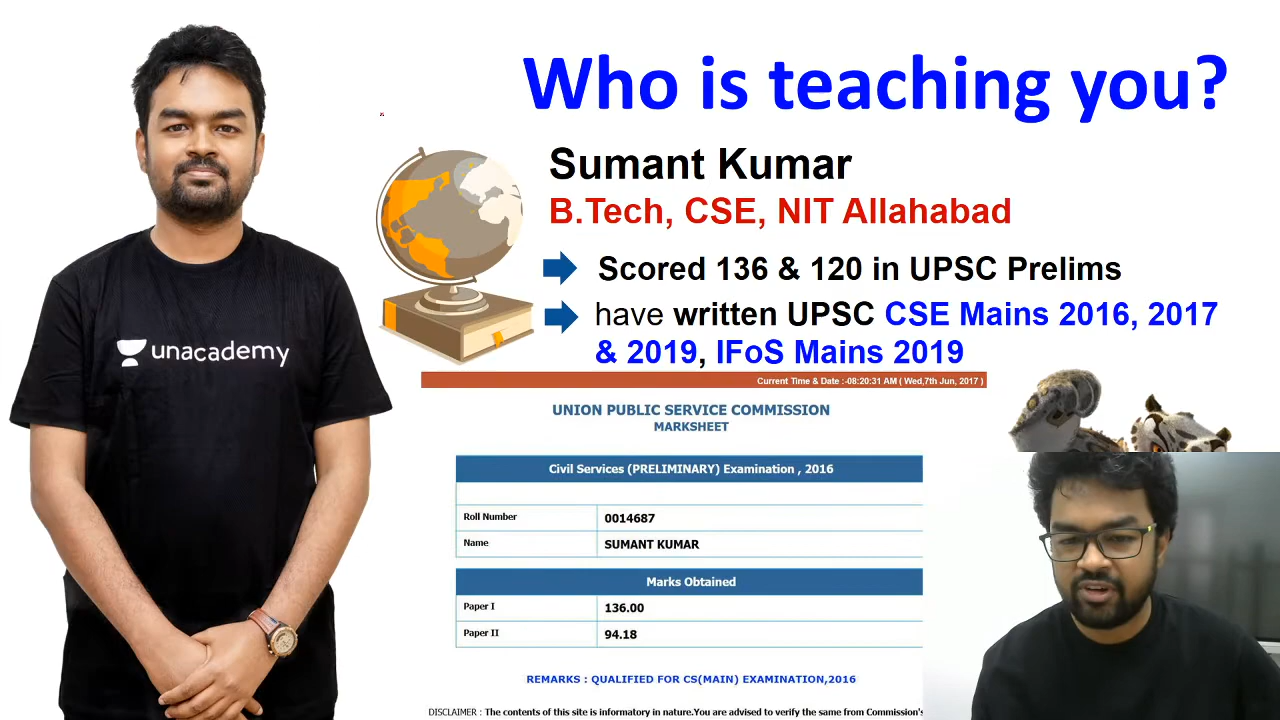 Who is teaching you?
Sumant Kumar
B.Tech, CSE, NIT Allahabad
Scored 136 & 120 in UPSC Prelims
have written UPSC CSE Mains 2016, 2017
& 2019, IFoS Mains 2019
unacademy
Current Time & Date :-08:20:31 AM ( Wed,7th Jun, 2017 )
UNION PUBLIC SERVICE COMMISSION
MARKSHEET
Civil Services (PRELIMINARY) Examination , 2016
Roll Number 0014687
Name SUMANT KUMAR
Marks Obtained
Paper I 136.00
Paper II 94.18
REMARKS : QUALIFIED FOR CS(MAIN) EXAMINATION,2016
DISCLAIMER : The contents of this site is informatory in nature.You are advised to verify the same from Commission's